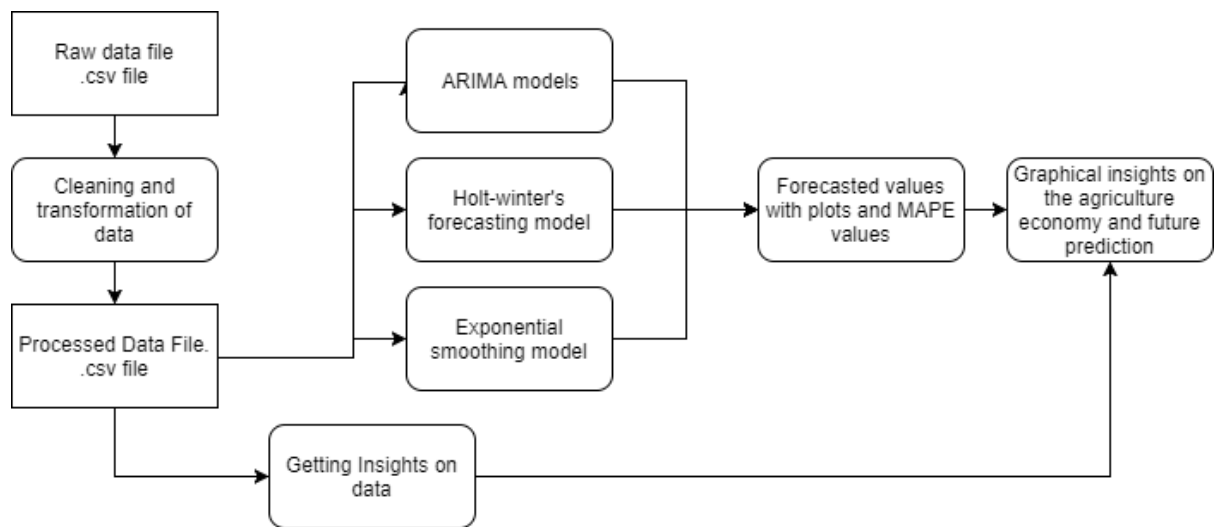 Raw data file
.csv file
Cleaning and
transformation of
data
Processed Data File.
.csv file
ARIMA models
Holt-winter's
forecasting model
Exponential
smoothing model
Getting Insights on
data
Forecasted values
with plots and MAPE
values
Graphical insights on
the agriculture
economy and future
prediction